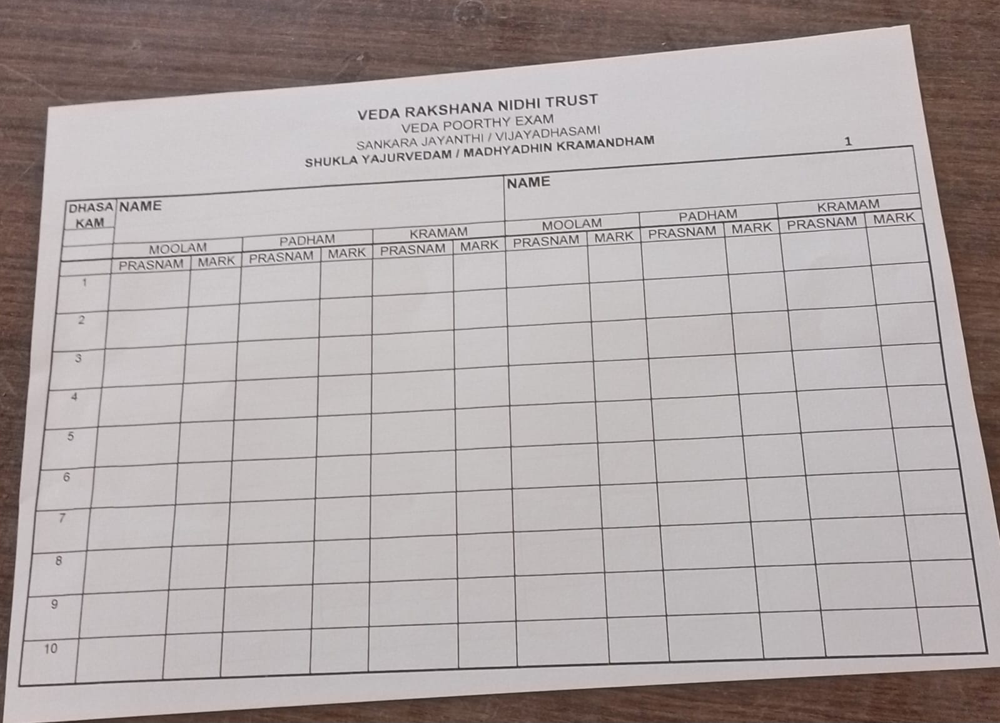 VEDA RAKSHANA NIDHI TRUST
VEDA POORTHY EXAM
SANKARA JAYANTHI / VIJAYADHASAMI
SHUKLA YAJURVEDAM / MADHYADHIN KRAMANDHAM
1
DHASA NAME NAME
KAM
MOOLAM PADHAM KRAMAM MOOLAM PADHAM KRAMAM
PRASNAM MARK PRASNAM MARK PRASNAM MARK PRASNAM MARK PRASNAM MARK PRASNAM MARK
1
2
3
4
5
6
7
8
9
10